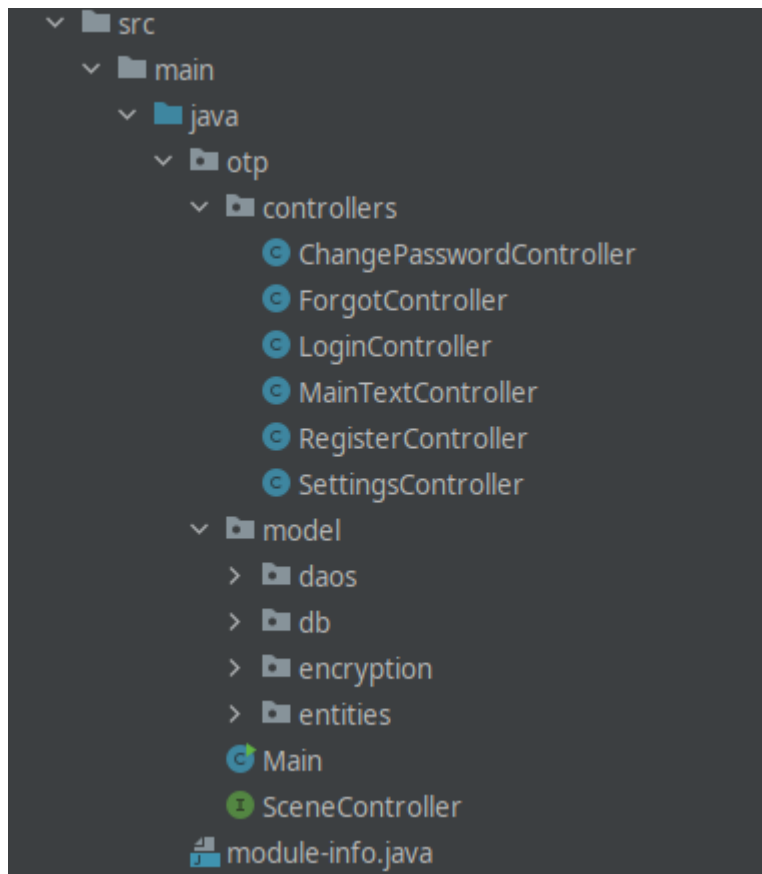 src
main
java
otp
controllers
ChangePasswordController
ForgotController
LoginController
MainTextController
RegisterController
SettingsController
model
daos
db
encryption
entities
Main
SceneController
module-info.java